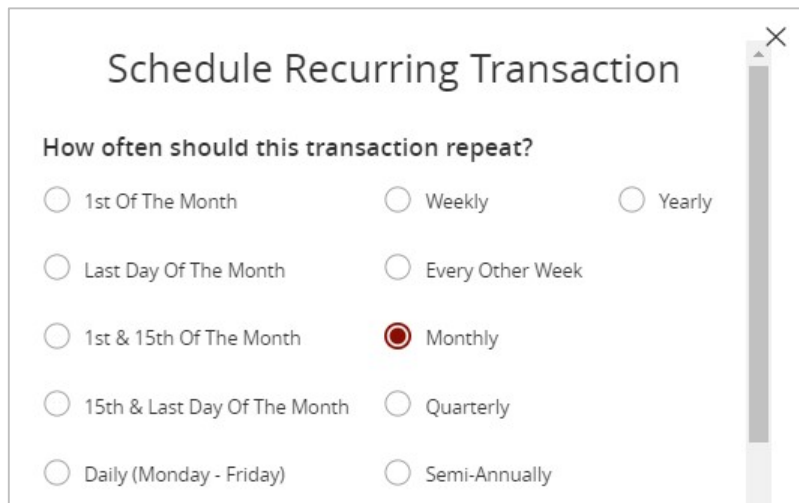 Schedule Recurring Transaction
How often should this transaction repeat?
1st Of The Month
Weekly
Yearly
Last Day Of The Month
Every Other Week
1st & 15th Of The Month
Monthly
15th & Last Day Of The Month
Quarterly
Daily (Monday - Friday)
Semi-Annually